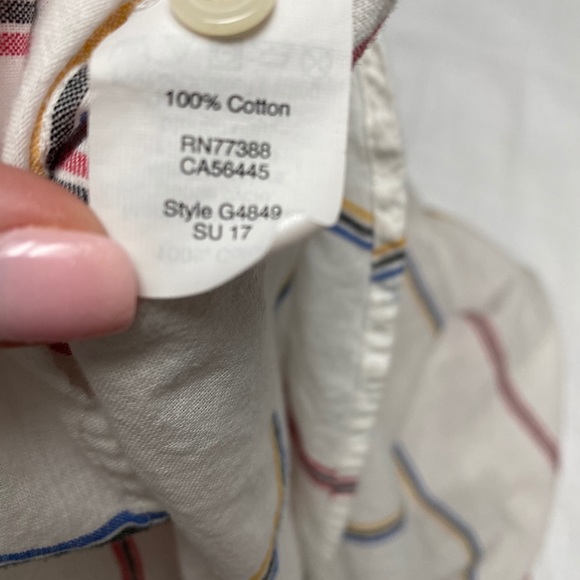 100% Cotton
RN77388
CA56445
Style G4849
SU 17